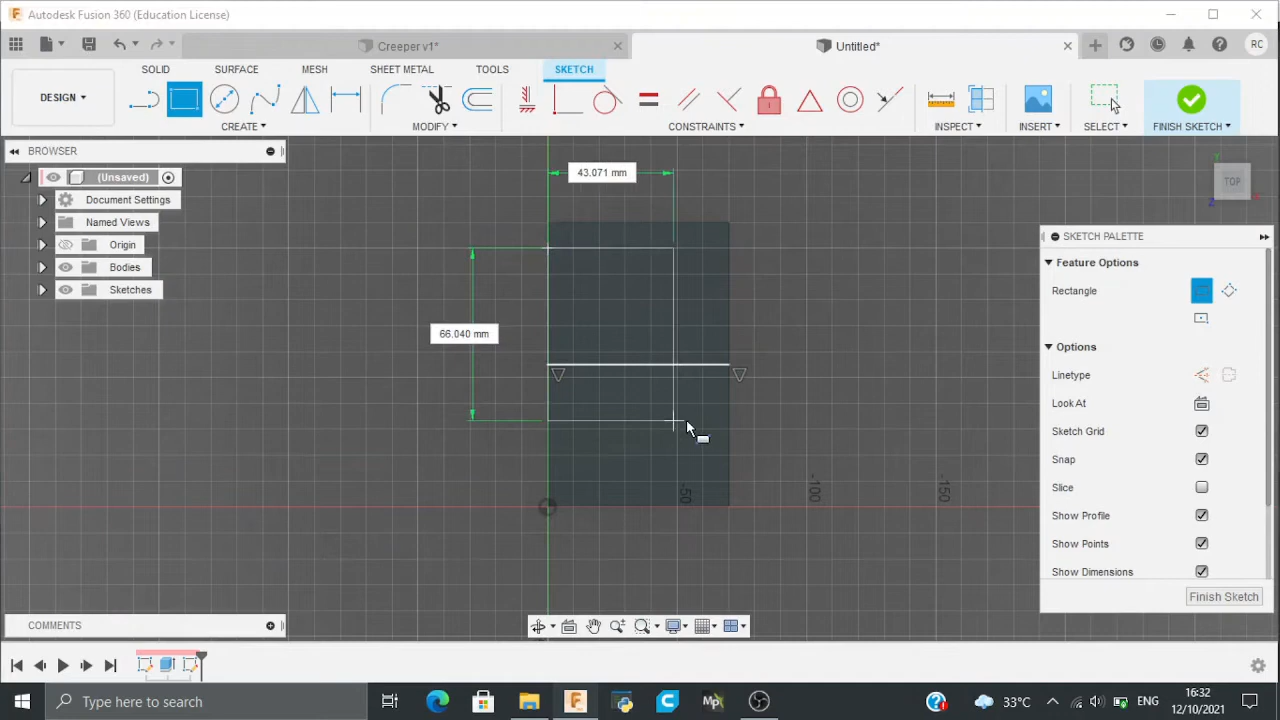 Autodesk Fusion 360 (Education License)
Creeper v1*
Untitled*
RC
DESIGN
SOLID
SURFACE
MESH
SHEET METAL
TOOLS
SKETCH
CREATE
MODIFY
CONSTRAINTS
INSPECT
INSERT
SELECT
FINISH SKETCH
BROWSER
(Unsaved)
Document Settings
Named Views
Origin
Bodies
Sketches
43.071 mm
66.040 mm
-50
-100
-150
TOP
Y
Z
SKETCH PALETTE
Feature Options
Rectangle
Options
Linetype
Look At
Sketch Grid
Snap
Slice
Show Profile
Show Points
Show Dimensions
Finish Sketch
COMMENTS
Type here to search
33°C
ENG
16:32
12/10/2021